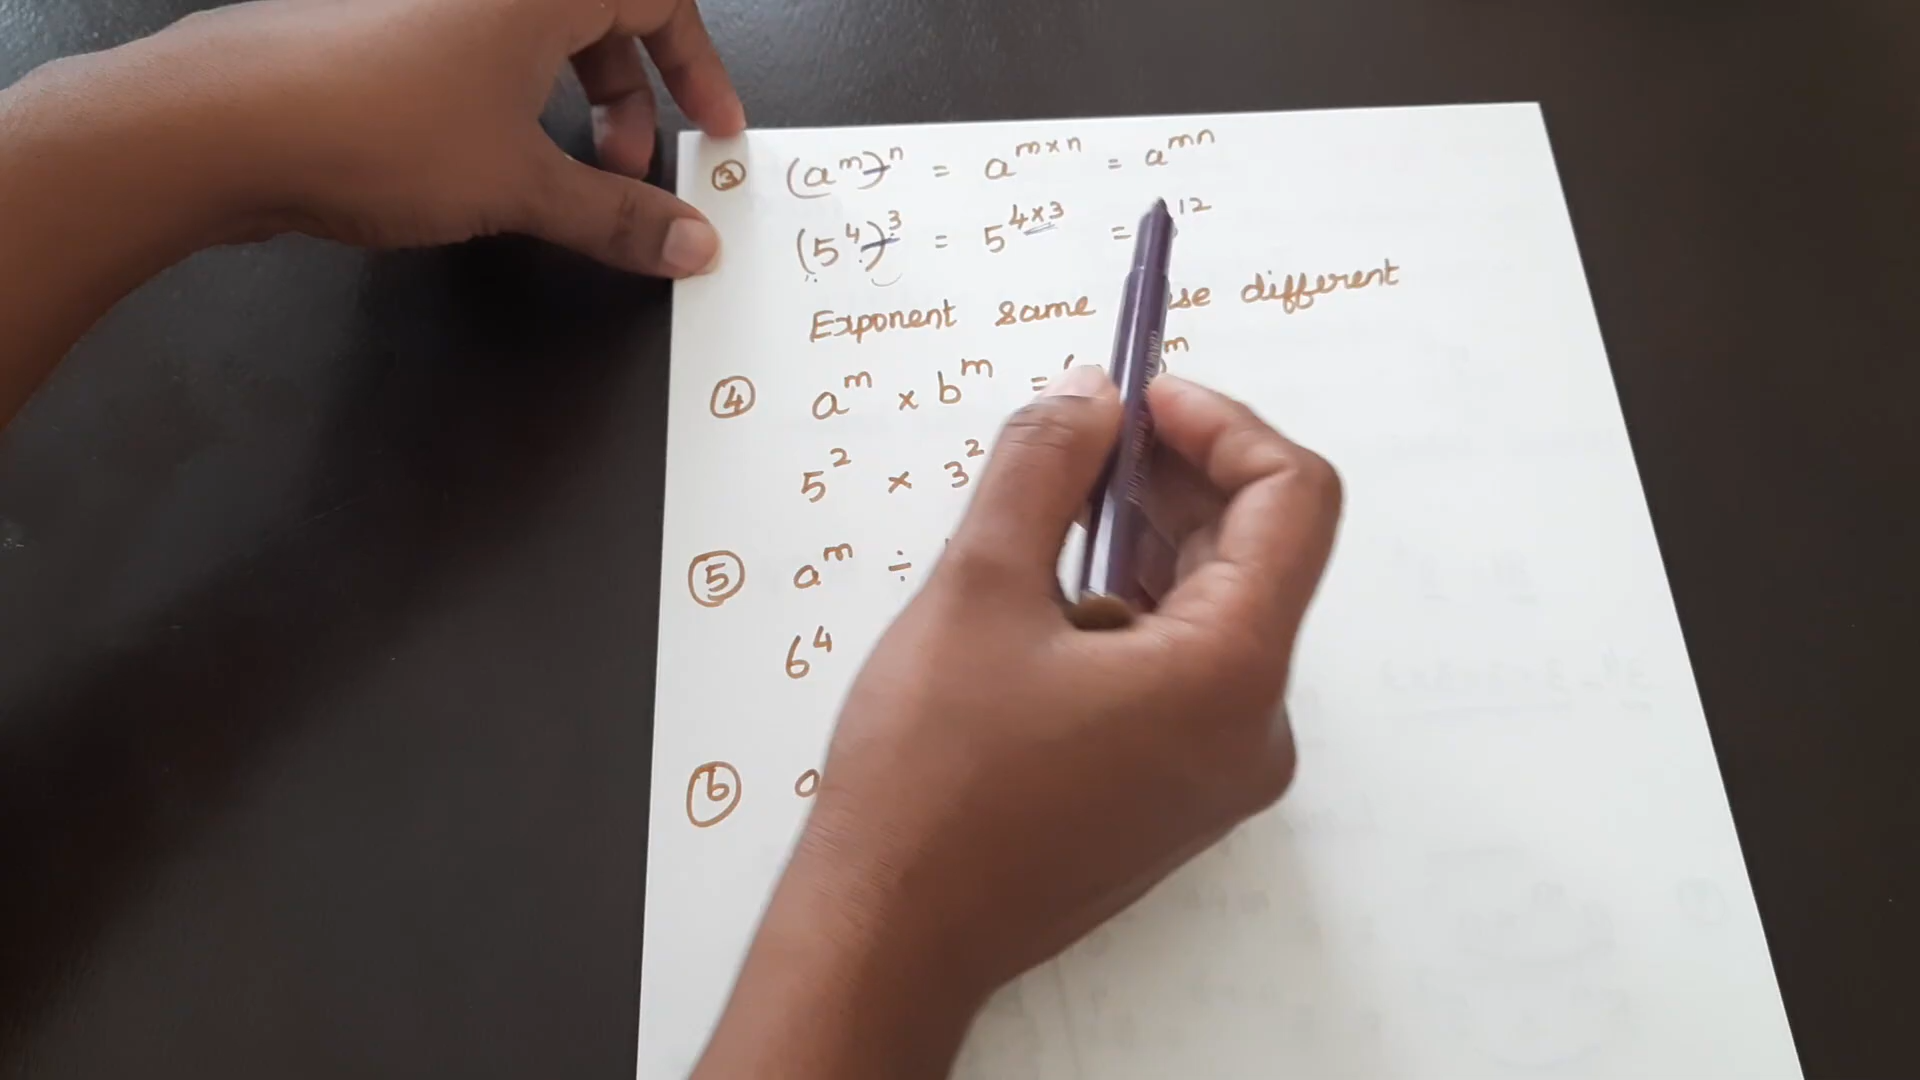 ③ (a^m)^n = a^{m×n} = a^{mn}
(5^4)^3 = 5^{4×3} = ^{12}
Exponent same different
④ a^m × b^m = ( ^m
5^2 × 3^2
⑤ a^m ÷
6^4
⑥ a